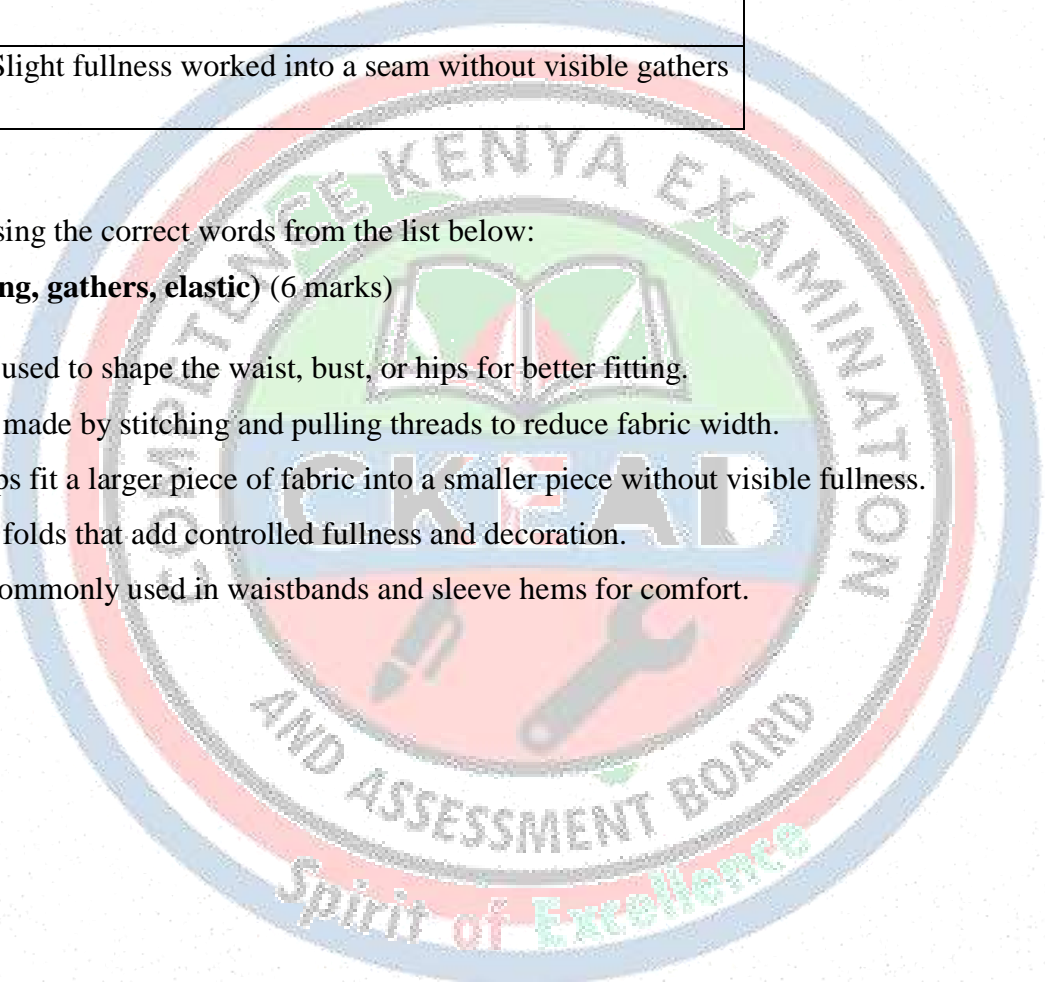 Slight fullness worked into a seam without visible gathers
sing the correct words from the list below:
ng, gathers, elastic) (6 marks)
used to shape the waist, bust, or hips for better fitting.
made by stitching and pulling threads to reduce fabric width.
ps fit a larger piece of fabric into a smaller piece without visible fullness.
folds that add controlled fullness and decoration.
ommonly used in waistbands and sleeve hems for comfort.
COMPETENCE KENYA EXAMINATION
CKEAD
AND ASSESSMENT BOARD
Spirit of Excellence